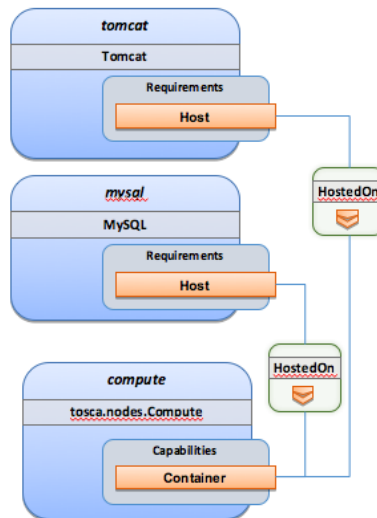 tomcat
Tomcat
Requirements
Host
HostedOn
mysql
MySQL
Requirements
Host
HostedOn
compute
tosca.nodes.Compute
Capabilities
Container